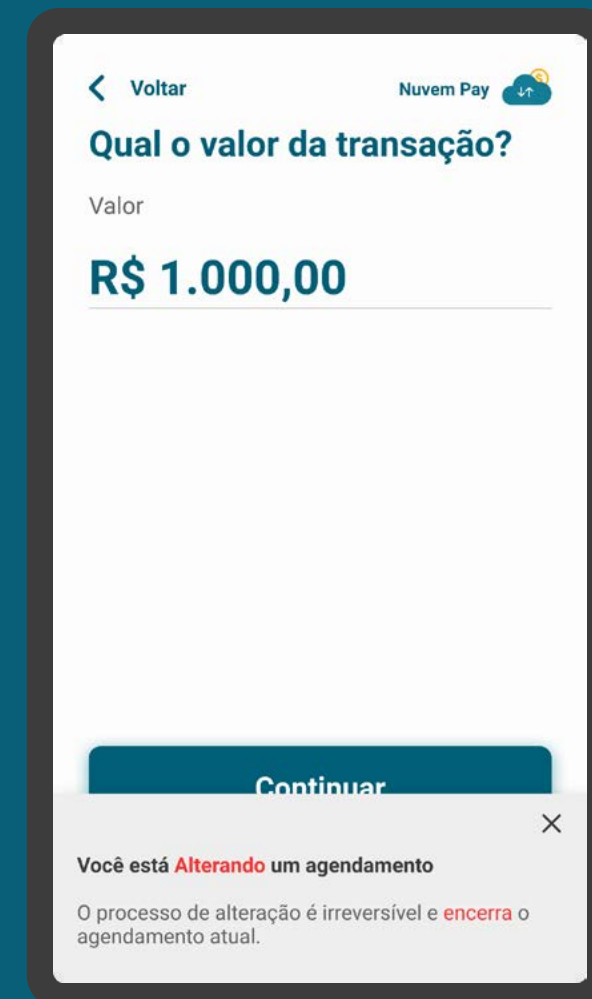 Voltar
Nuvem Pay
Qual o valor da transação?
Valor
R$ 1.000,00
Continuar
Você está Alterando um agendamento
O processo de alteração é irreversível e encerra o
agendamento atual.